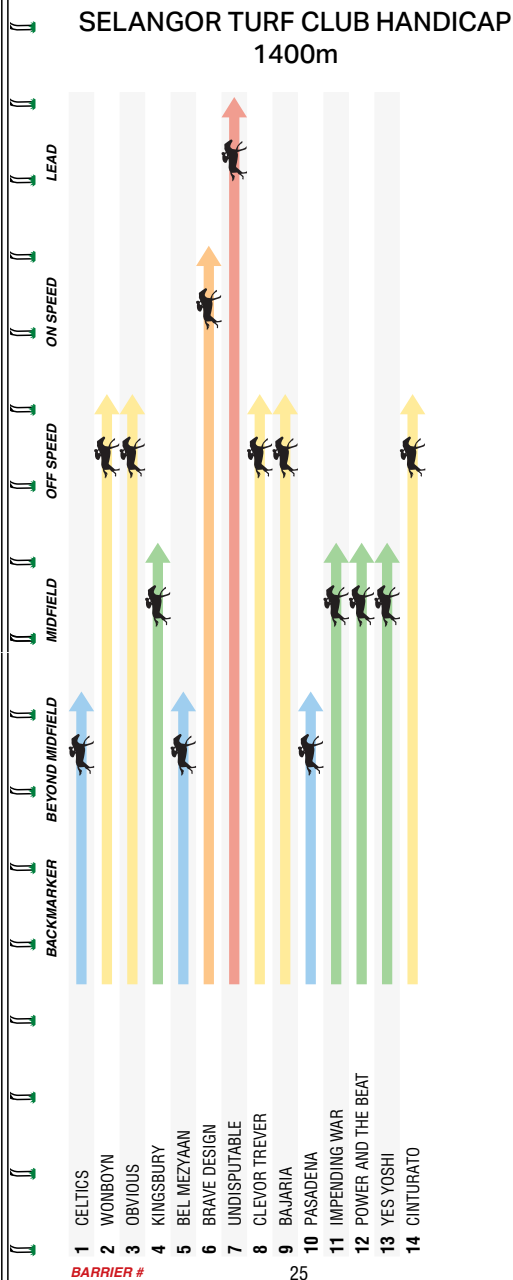 SELANGOR TURF CLUB HANDICAP
1400m
LEAD
ON SPEED
OFF SPEED
MIDFIELD
BEYOND MIDFIELD
BACKMARKER
1 CELTICS
2 WONBOYN
3 OBVIOUS
4 KINGSBURY
5 BEL MEZYAAN
6 BRAVE DESIGN
7 UNDISPUTABLE
8 CLEVOR TREVER
9 BAJARIA
10 PASADENA
11 IMPENDING WAR
12 POWER AND THE BEAT
13 YES YOSHI
14 CINTURATO
BARRIER #
25